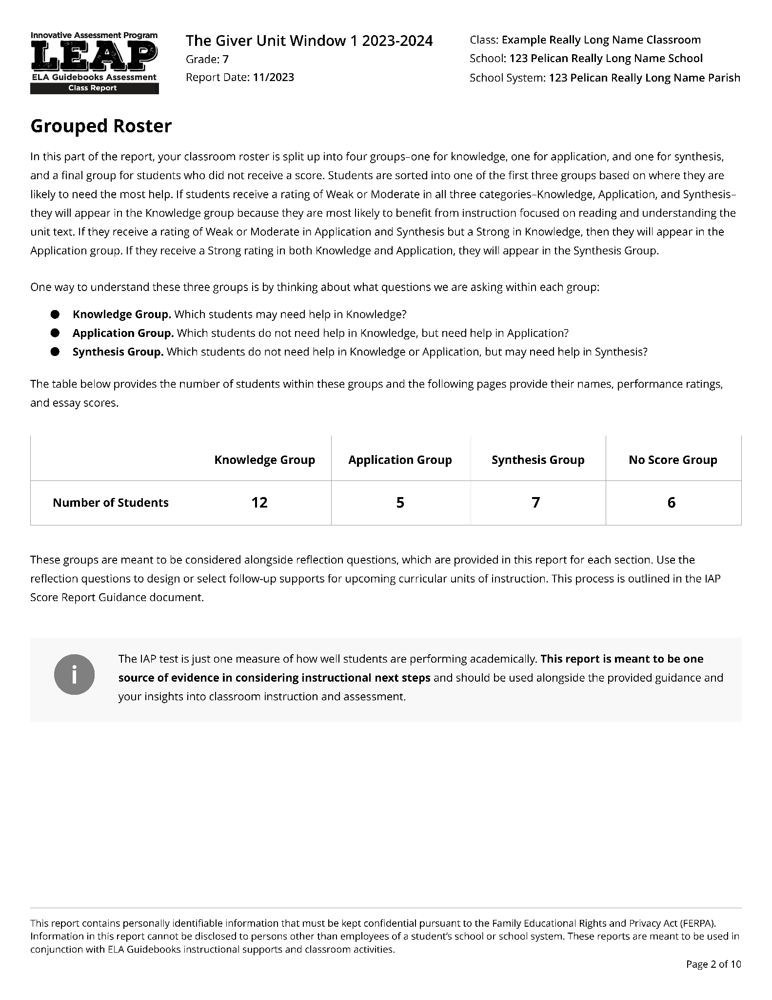 Innovative Assessment Program
LEAP
ELA Guidebooks Assessment
Class Report
The Giver Unit Window 1 2023-2024
Grade: 7
Report Date: 11/2023
Class: Example Really Long Name Classroom
School: 123 Pelican Really Long Name School
School System: 123 Pelican Really Long Name Parish
Grouped Roster
In this part of the report, your classroom roster is split up into four groups–one for knowledge, one for application, and one for synthesis,
and a final group for students who did not receive a score. Students are sorted into one of the first three groups based on where they are
likely to need the most help. If students receive a rating of Weak or Moderate in all three categories–Knowledge, Application, and Synthesis–
they will appear in the Knowledge group because they are most likely to benefit from instruction focused on reading and understanding the
unit text. If they receive a rating of Weak or Moderate in Application and Synthesis but a Strong in Knowledge, then they will appear in the
Application group. If they receive a Strong rating in both Knowledge and Application, they will appear in the Synthesis Group.
One way to understand these three groups is by thinking about what questions we are asking within each group:
● Knowledge Group. Which students may need help in Knowledge?
● Application Group. Which students do not need help in Knowledge, but need help in Application?
● Synthesis Group. Which students do not need help in Knowledge or Application, but may need help in Synthesis?
The table below provides the number of students within these groups and the following pages provide their names, performance ratings,
and essay scores.
Knowledge Group Application Group Synthesis Group No Score Group
Number of Students 12 5 7 6
These groups are meant to be considered alongside reflection questions, which are provided in this report for each section. Use the
reflection questions to design or select follow-up supports for upcoming curricular units of instruction. This process is outlined in the IAP
Score Report Guidance document.
i
The IAP test is just one measure of how well students are performing academically. This report is meant to be one
source of evidence in considering instructional next steps and should be used alongside the provided guidance and
your insights into classroom instruction and assessment.
This report contains personally identifiable information that must be kept confidential pursuant to the Family Educational Rights and Privacy Act (FERPA).
Information in this report cannot be disclosed to persons other than employees of a student’s school or school system. These reports are meant to be used in
conjunction with ELA Guidebooks instructional supports and classroom activities.
Page 2 of 10